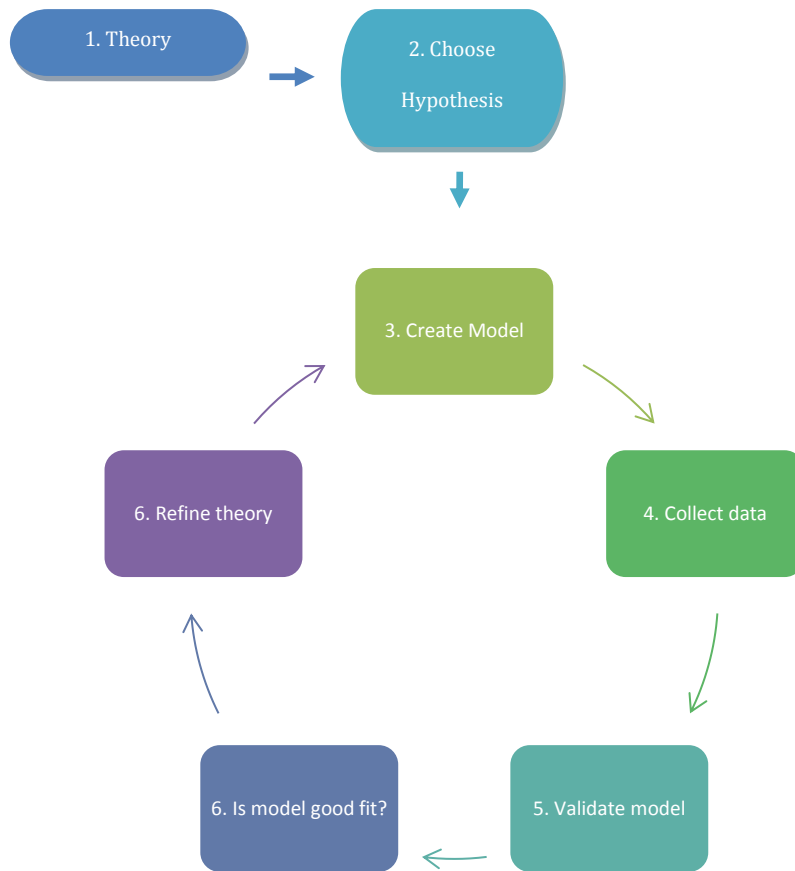 1. Theory
2. Choose
Hypothesis
3. Create Model
4. Collect data
5. Validate model
6. Is model good fit?
6. Refine theory